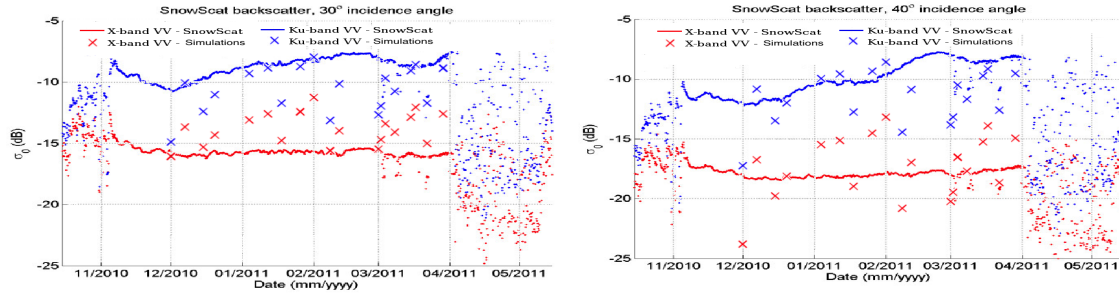 SnowScat backscatter, 30° incidence angle
X-band VV - SnowScat
X-band VV - Simulations
Ku-band VV - SnowScat
Ku-band VV - Simulations
-5
-10
-15
-20
-25
σ0 (dB)
11/2010 12/2010 01/2011 02/2011 03/2011 04/2011 05/2011
Date (mm/yyyy)
SnowScat backscatter, 40° incidence angle
X-band VV - SnowScat
X-band VV - Simulations
Ku-band VV - SnowScat
Ku-band VV - Simulations
-5
-10
-15
-20
-25
σ0 (dB)
11/2010 12/2010 01/2011 02/2011 03/2011 04/2011 05/2011
Date (mm/yyyy)